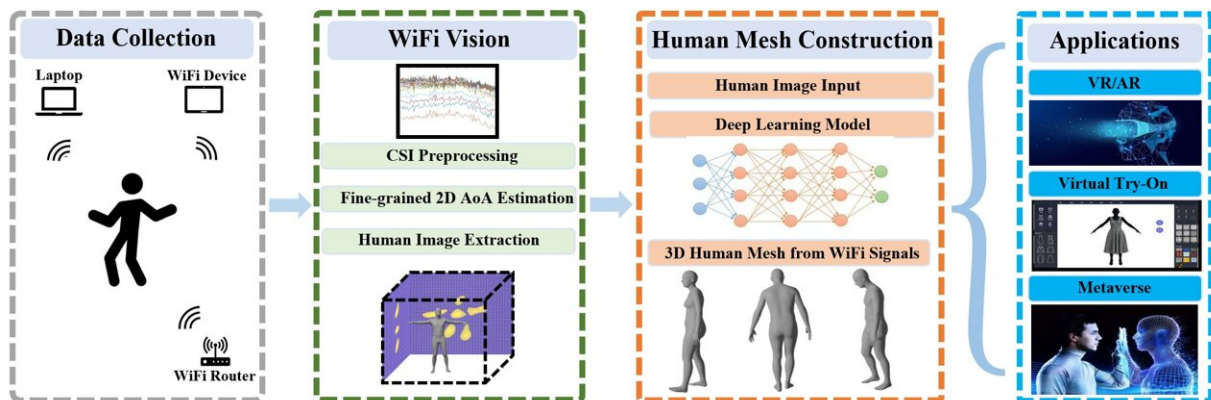 Data Collection
Laptop
WiFi Device
WiFi Router
WiFi Vision
CSI Preprocessing
Fine-grained 2D AoA Estimation
Human Image Extraction
Human Mesh Construction
Human Image Input
Deep Learning Model
3D Human Mesh from WiFi Signals
Applications
VR/AR
Virtual Try-On
Metaverse